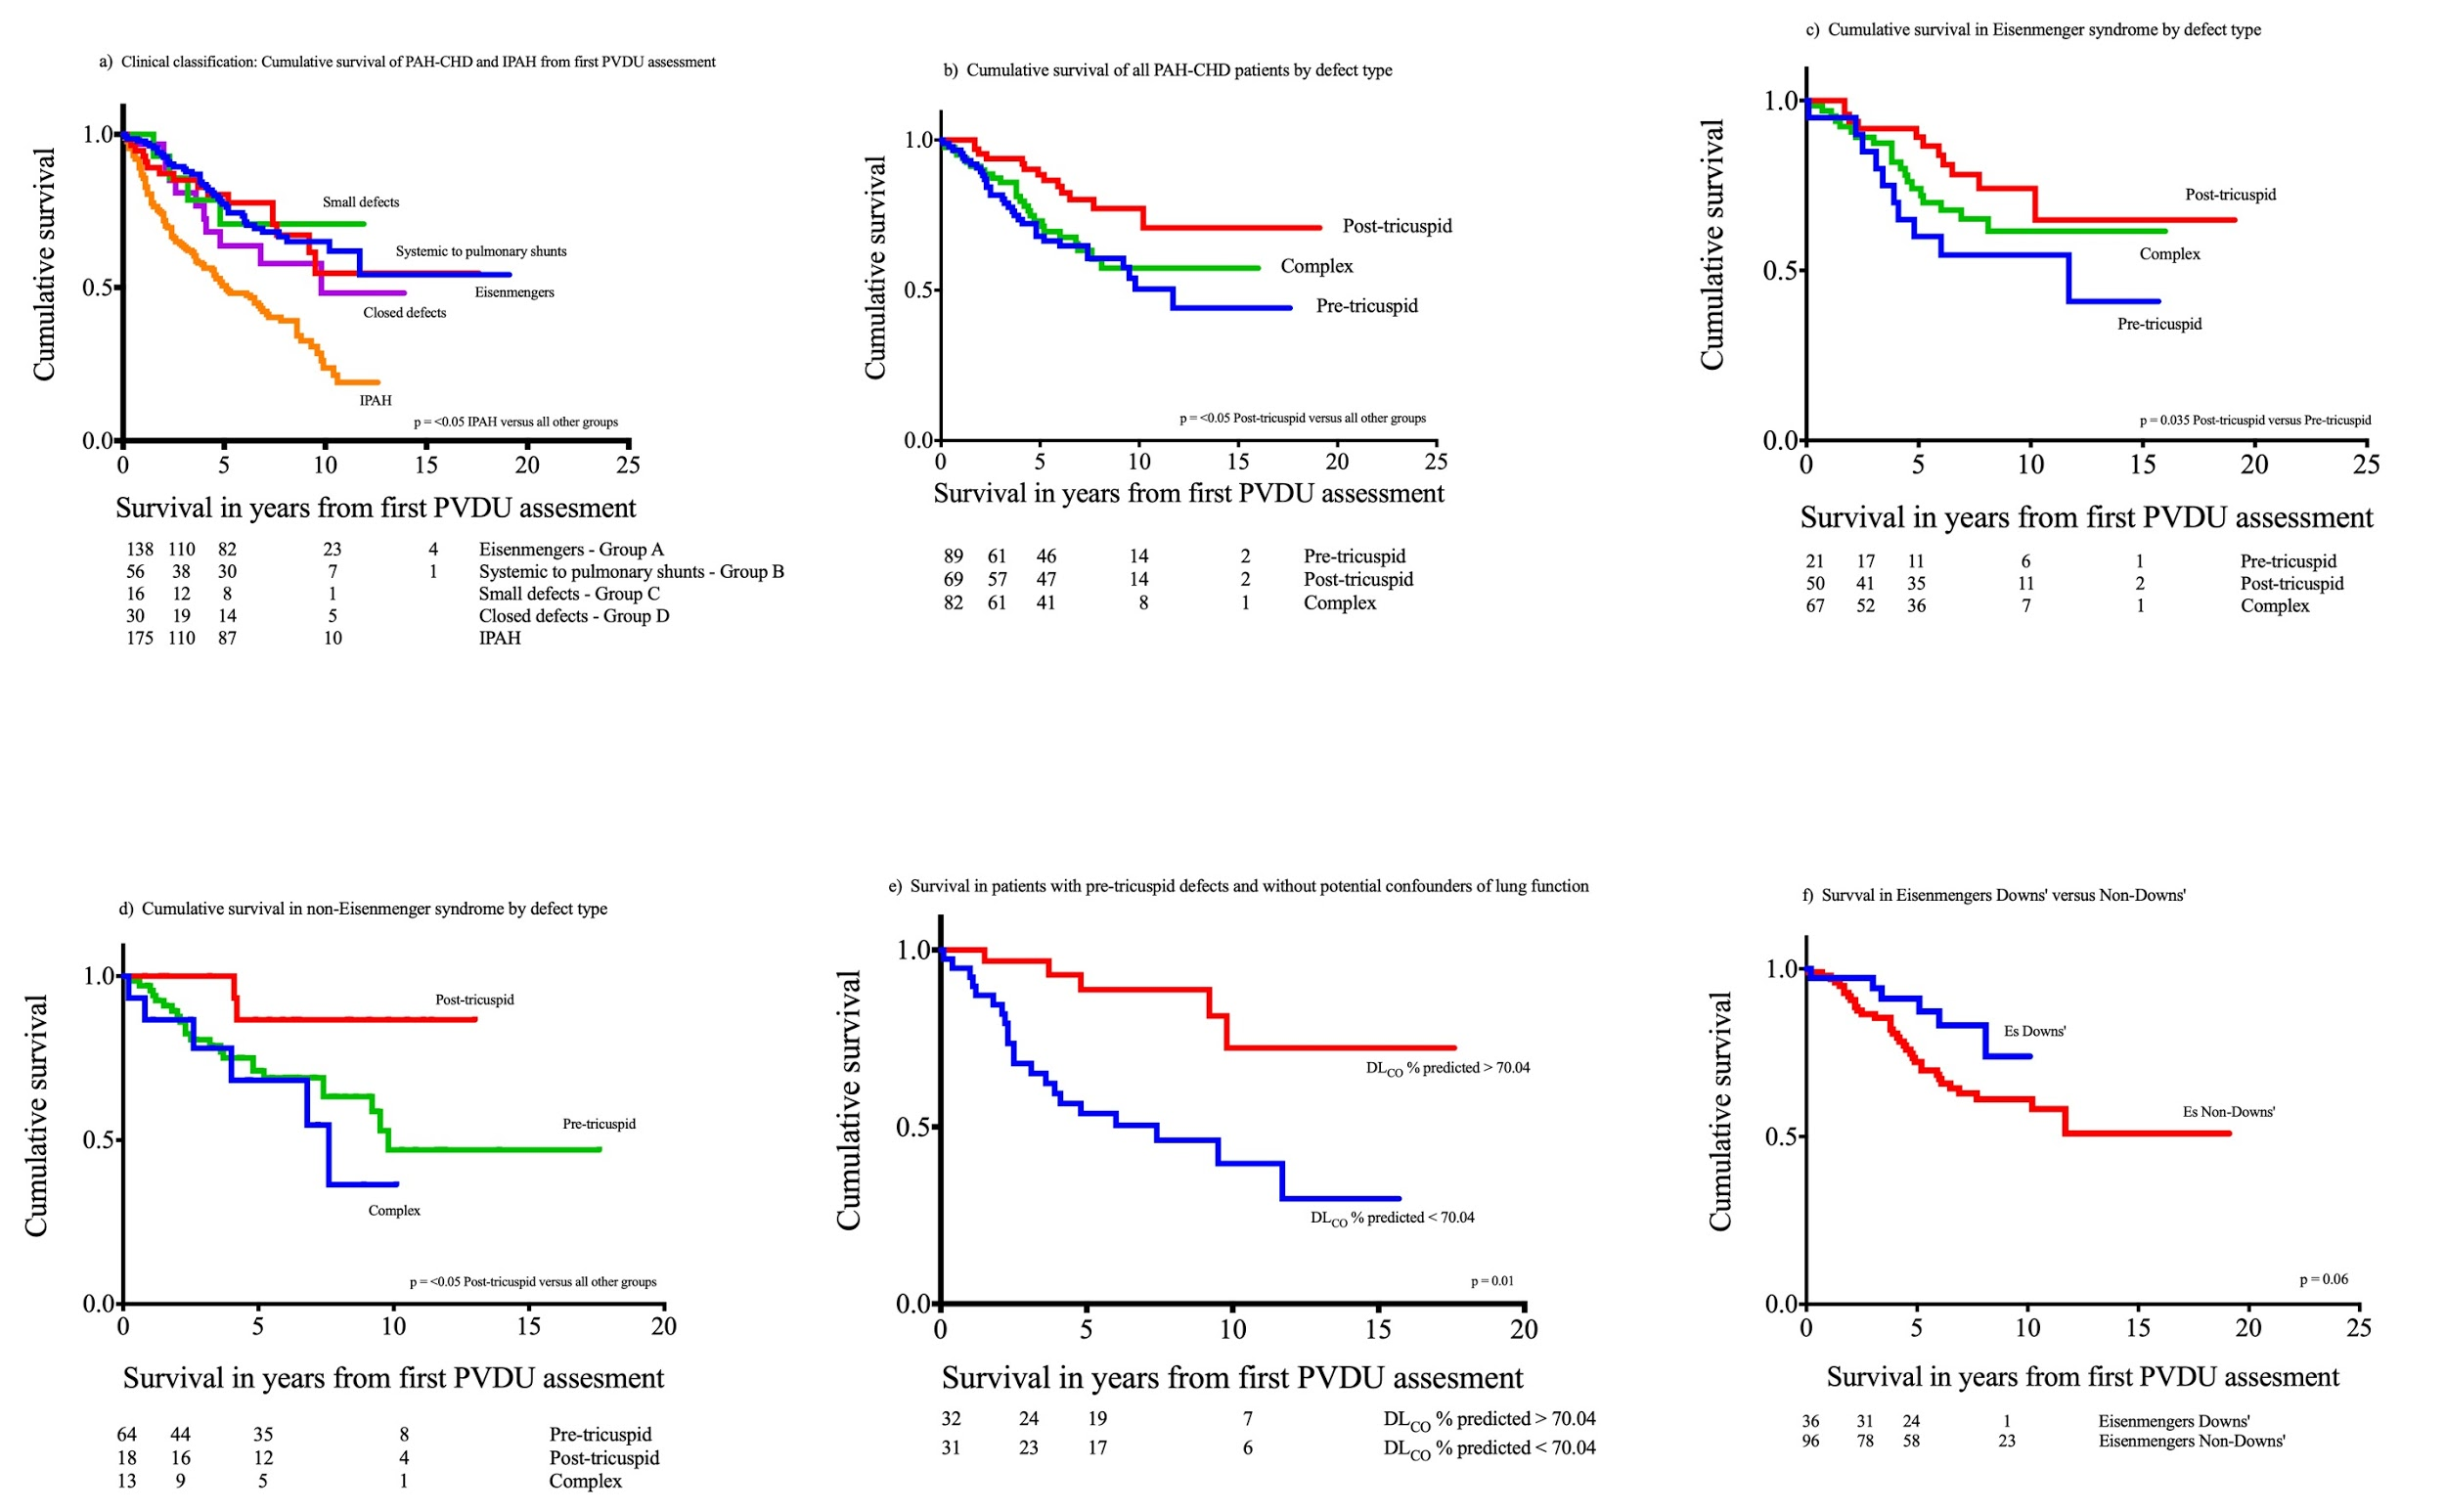 a) Clinical classification: Cumulative survival of PAH-CHD and IPAH from first PVDU assessment
Cumulative survival
1.0
0.5
0.0
Small defects
Systemic to pulmonary shunts
Eisenmengers
Closed defects
IPAH
p = <0.05 IPAH versus all other groups
0 5 10 15 20 25
Survival in years from first PVDU assesment
138 110 82 23 4 Eisenmengers - Group A
56 38 30 7 1 Systemic to pulmonary shunts - Group B
16 12 8 1 Small defects - Group C
30 19 14 5 Closed defects - Group D
175 110 87 10 IPAH
b) Cumulative survival of all PAH-CHD patients by defect type
Cumulative survival
1.0
0.5
0.0
Post-tricuspid
Complex
Pre-tricuspid
p = <0.05 Post-tricuspid versus all other groups
0 5 10 15 20 25
Survival in years from first PVDU assessment
89 61 46 14 2 Pre-tricuspid
69 57 47 14 2 Post-tricuspid
82 61 41 8 1 Complex
c) Cumulative survival in Eisenmenger syndrome by defect type
Cumulative survival
1.0
0.5
0.0
Post-tricuspid
Complex
Pre-tricuspid
p = 0.035 Post-tricuspid versus Pre-tricuspid
0 5 10 15 20 25
Survival in years from first PVDU assessment
21 17 11 6 1 Pre-tricuspid
50 41 35 11 2 Post-tricuspid
67 52 36 7 1 Complex
d) Cumulative survival in non-Eisenmenger syndrome by defect type
Cumulative survival
1.0
0.5
0.0
Post-tricuspid
Pre-tricuspid
Complex
p = <0.05 Post-tricuspid versus all other groups
0 5 10 15 20
Survival in years from first PVDU assesment
64 44 35 8 Pre-tricuspid
18 16 12 4 Post-tricuspid
13 9 5 1 Complex
e) Survival in patients with pre-tricuspid defects and without potential confounders of lung function
Cumulative survival
1.0
0.5
0.0
DLCO % predicted > 70.04
DLCO % predicted < 70.04
p = 0.01
0 5 10 15 20
Survival in years from first PVDU assesment
32 24 19 7 DLCO % predicted > 70.04
31 23 17 6 DLCO % predicted < 70.04
f) Survval in Eisenmengers Downs' versus Non-Downs'
Cumulative survival
1.0
0.5
0.0
Es Downs'
Es Non-Downs'
p = 0.06
0 5 10 15 20 25
Survival in years from first PVDU assesment
36 31 24 1 Eisenmengers Downs'
96 78 58 23 Eisenmengers Non-Downs'